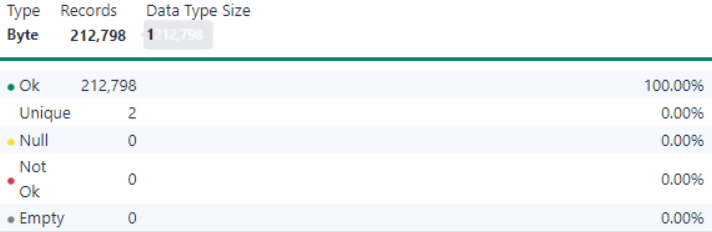 Type Records Data Type Size
Byte 212,798 1 212,798
Ok 212,798 100.00%
Unique 2 0.00%
Null 0 0.00%
Not
Ok 0 0.00%
Empty 0 0.00%